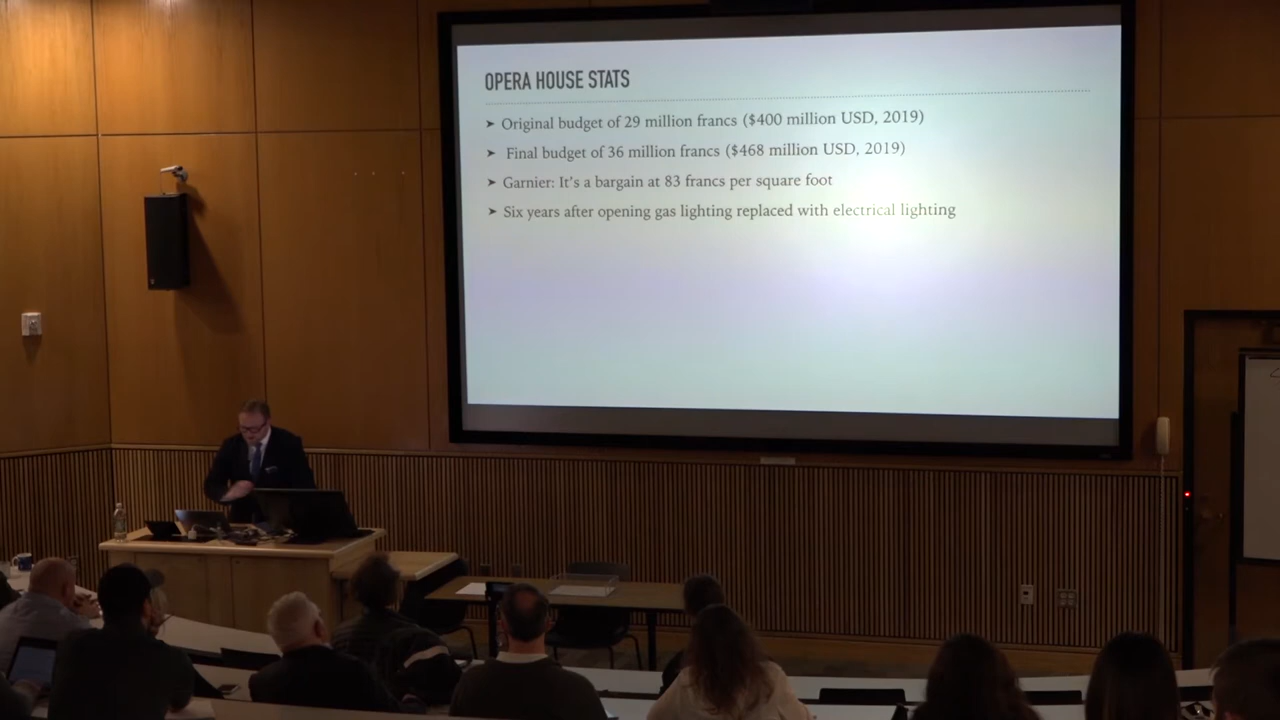 OPERA HOUSE STATS
➤ Original budget of 29 million francs ($400 million USD, 2019)
➤ Final budget of 36 million francs ($468 million USD, 2019)
➤ Garnier: It's a bargain at 83 francs per square foot
➤ Six years after opening gas lighting replaced with electrical lighting